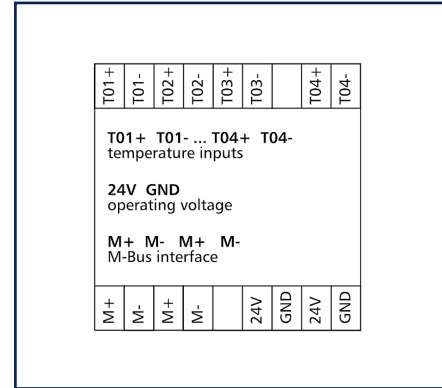 T01+ T01- T02+ T02- T03+ T03- T04+ T04-
T01+ T01- ... T04+ T04-
temperature inputs
24V GND
operating voltage
M+ M- M+ M-
M-Bus interface
M+ M- M+ M- 24V GND 24V GND